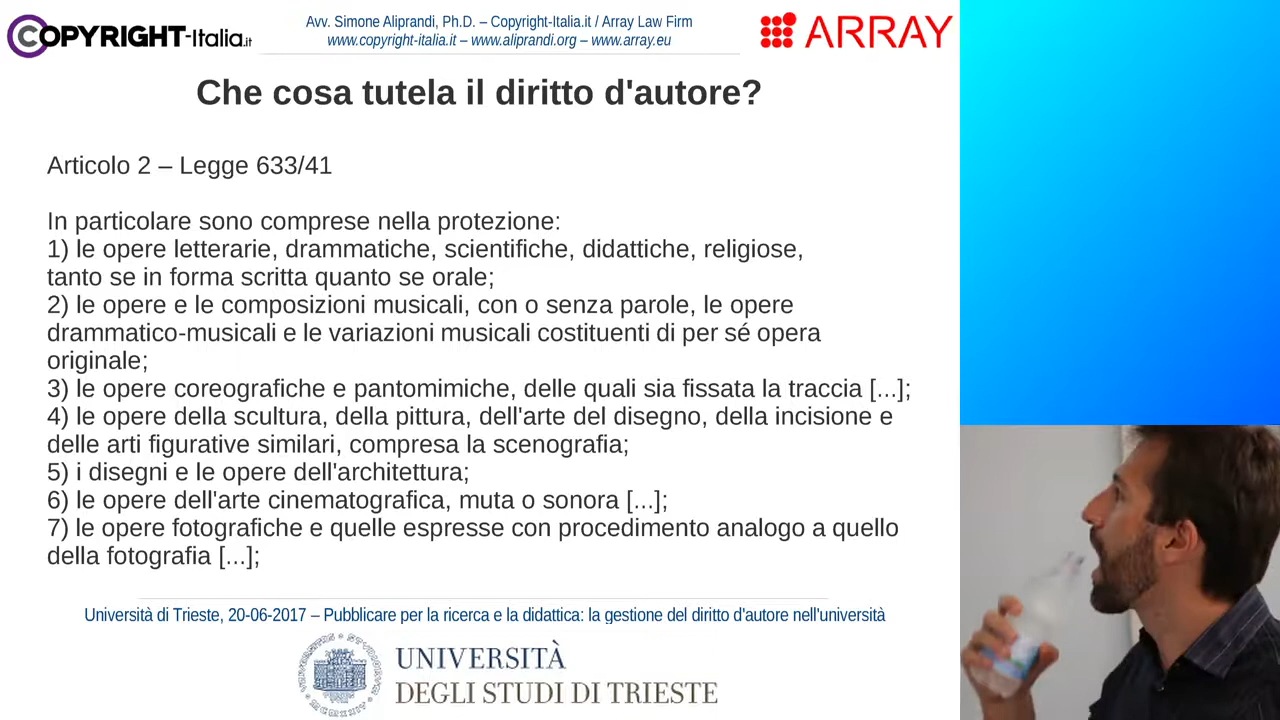 COPYRIGHT-Italia.it
Avv. Simone Aliprandi, Ph.D. – Copyright-Italia.it / Array Law Firm
www.copyright-italia.it – www.aliprandi.org – www.array.eu
ARRAY
Che cosa tutela il diritto d'autore?
Articolo 2 – Legge 633/41
In particolare sono comprese nella protezione:
1) le opere letterarie, drammatiche, scientifiche, didattiche, religiose,
tanto se in forma scritta quanto se orale;
2) le opere e le composizioni musicali, con o senza parole, le opere
drammatico-musicali e le variazioni musicali costituenti di per sé opera
originale;
3) le opere coreografiche e pantomimiche, delle quali sia fissata la traccia [...];
4) le opere della scultura, della pittura, dell'arte del disegno, della incisione e
delle arti figurative similari, compresa la scenografia;
5) i disegni e le opere dell'architettura;
6) le opere dell'arte cinematografica, muta o sonora [...];
7) le opere fotografiche e quelle espresse con procedimento analogo a quello
della fotografia [...];
Università di Trieste, 20-06-2017 – Pubblicare per la ricerca e la didattica: la gestione del diritto d'autore nell'università
UNIVERSITÀ
DEGLI STUDI DI TRIESTE